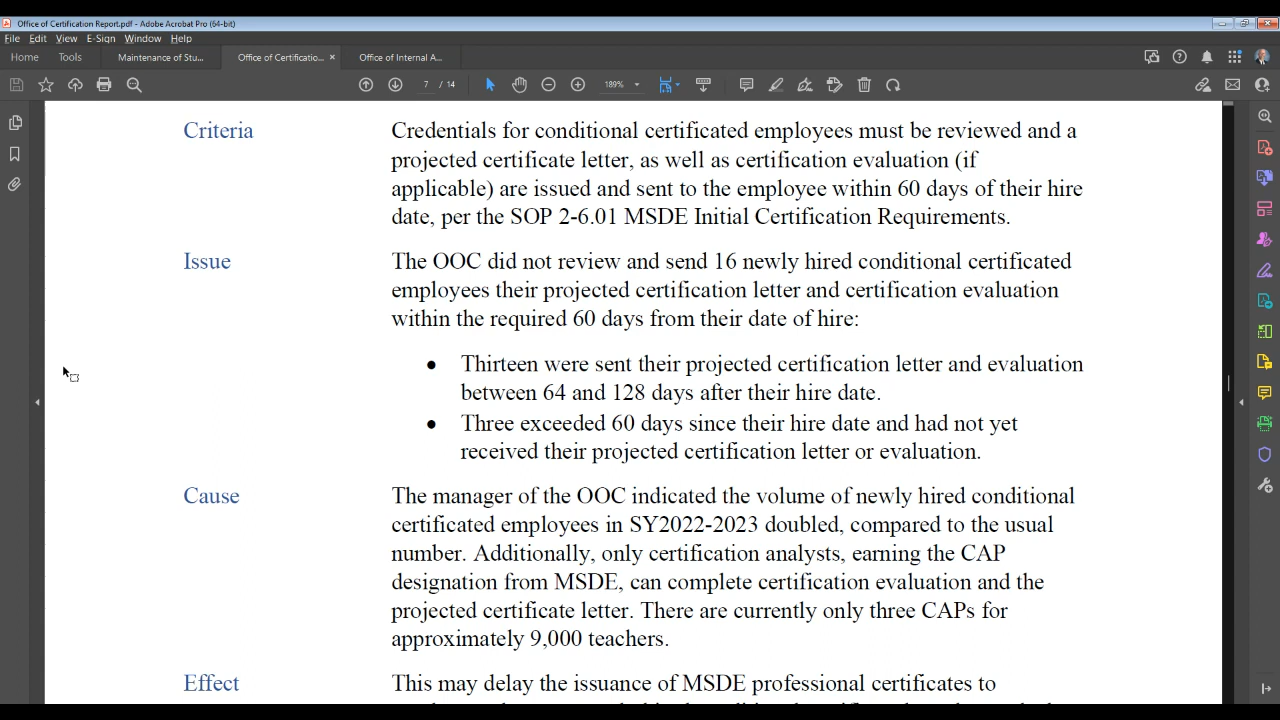 Office of Certification Report.pdf - Adobe Acrobat Pro (64-bit)
File Edit View E-Sign Window Help
Home Tools Maintenance of Stu... Office of Certificatio... × Office of Internal A...
7 / 14 189%
Criteria
Credentials for conditional certificated employees must be reviewed and a
projected certificate letter, as well as certification evaluation (if
applicable) are issued and sent to the employee within 60 days of their hire
date, per the SOP 2-6.01 MSDE Initial Certification Requirements.
Issue
The OOC did not review and send 16 newly hired conditional certificated
employees their projected certification letter and certification evaluation
within the required 60 days from their date of hire:
• Thirteen were sent their projected certification letter and evaluation
between 64 and 128 days after their hire date.
• Three exceeded 60 days since their hire date and had not yet
received their projected certification letter or evaluation.
Cause
The manager of the OOC indicated the volume of newly hired conditional
certificated employees in SY2022-2023 doubled, compared to the usual
number. Additionally, only certification analysts, earning the CAP
designation from MSDE, can complete certification evaluation and the
projected certificate letter. There are currently only three CAPs for
approximately 9,000 teachers.
Effect
This may delay the issuance of MSDE professional certificates to